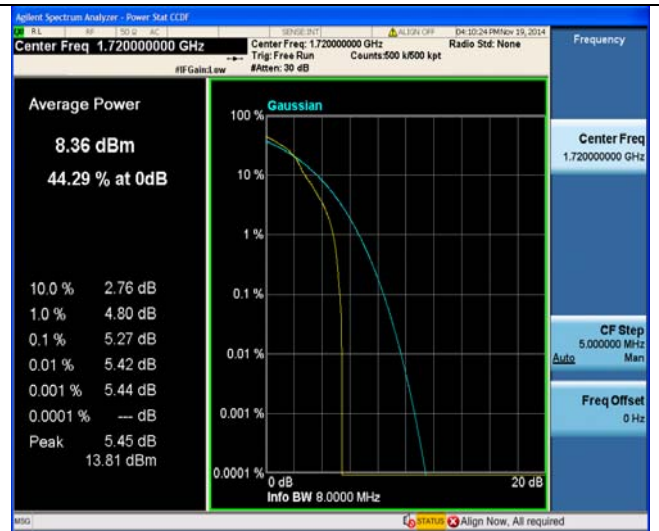 Agilent Spectrum Analyzer - Power Stat CCDF
RL RF 50 Ω AC SENSE:INT ALIGN OFF 04:10:24 PM Nov 19, 2014
Center Freq 1.720000000 GHz
Center Freq: 1.720000000 GHz Radio Std: None
Trig: Free Run Counts:500 k/500 kpt
#IFGain:Low #Atten: 30 dB
Frequency
Average Power
8.36 dBm
44.29 % at 0dB
10.0 % 2.76 dB
1.0 % 4.80 dB
0.1 % 5.27 dB
0.01 % 5.42 dB
0.001 % 5.44 dB
0.0001 % --- dB
Peak 5.45 dB
13.81 dBm
Gaussian
100 %
10 %
1 %
0.1 %
0.01 %
0.001 %
0.0001 %
0 dB 20 dB
Info BW 8.0000 MHz
Center Freq
1.720000000 GHz
CF Step
5.000000 MHz
Auto Man
Freq Offset
0 Hz
MSG STATUS Align Now, All required